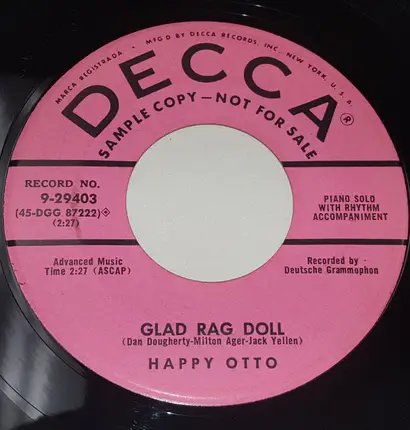 MARCA REGISTRADA • MFG'D BY DECCA RECORDS, INC., NEW YORK, U.S.A.
DECCA®
SAMPLE COPY — NOT FOR SALE
RECORD NO.
9-29403
(45-DGG 87222)
(2:27)
PIANO SOLO
WITH RHYTHM
ACCOMPANIMENT
Advanced Music
Time 2:27 (ASCAP)
Recorded by -
Deutsche Grammophon
GLAD RAG DOLL
(Dan Dougherty-Milton Ager-Jack Yellen)
HAPPY OTTO